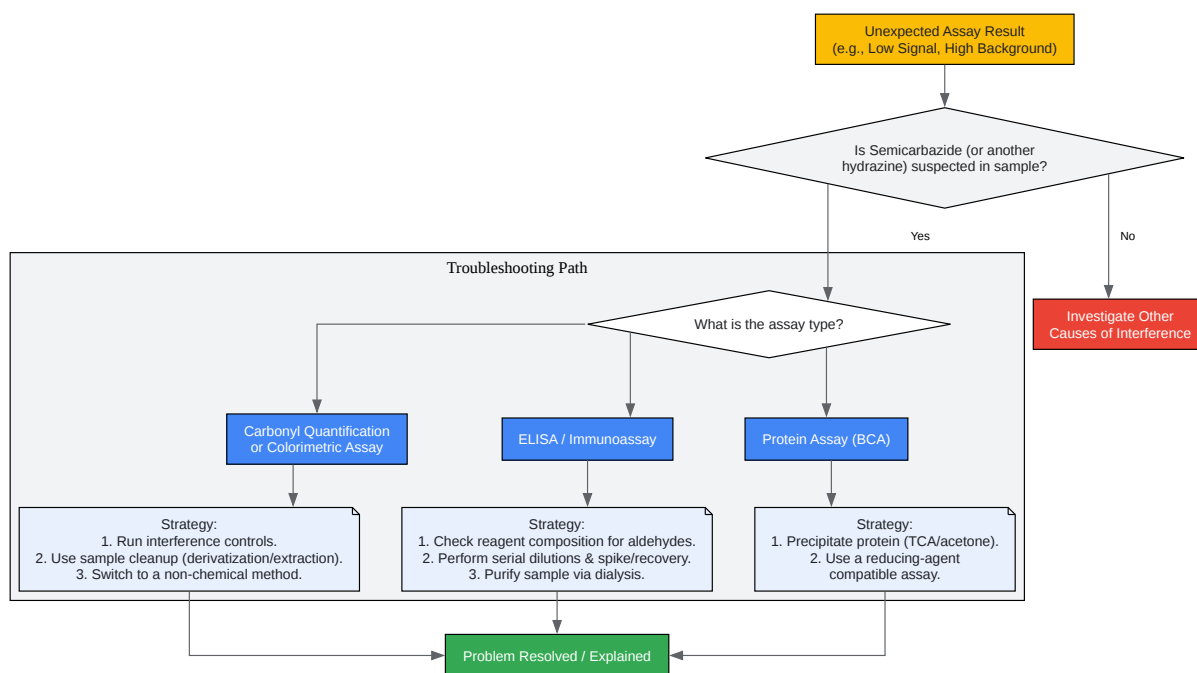 Unexpected Assay Result
(e.g., Low Signal, High Background)
Is Semicarbazide (or another
hydrazine) suspected in sample?
Yes
No
Troubleshooting Path
Investigate Other
Causes of Interference
What is the assay type?
Carbonyl Quantification
or Colorimetric Assay
ELISA / Immunoassay
Protein Assay (BCA)
Strategy:
1. Run interference controls.
2. Use sample cleanup (derivatization/extraction).
3. Switch to a non-chemical method.
Strategy:
1. Check reagent composition for aldehydes.
2. Perform serial dilutions & spike/recovery.
3. Purify sample via dialysis.
Strategy:
1. Precipitate protein (TCA/acetone).
2. Use a reducing-agent
compatible assay.
Problem Resolved / Explained